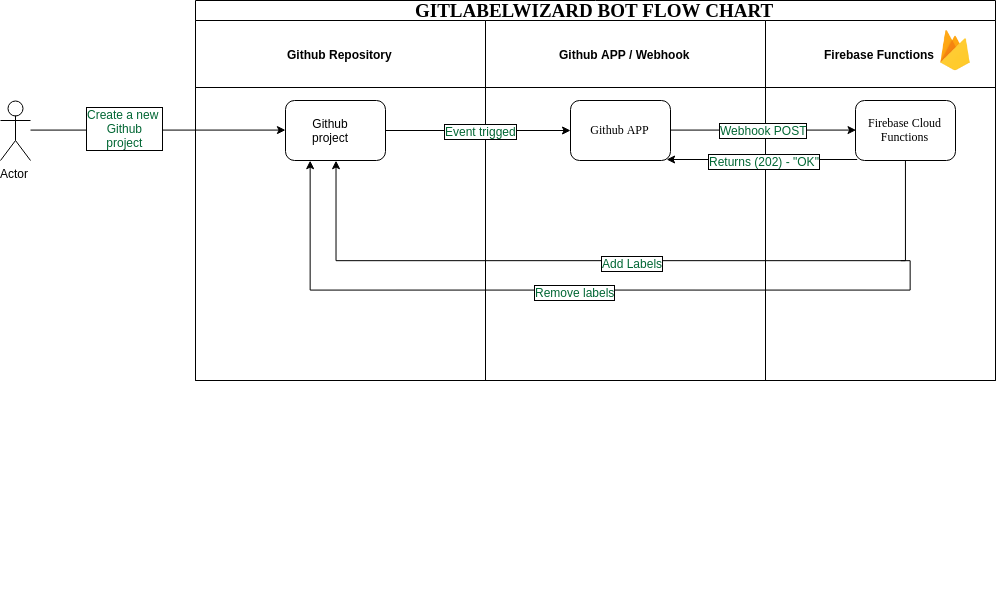 GITLABELWIZARD BOT FLOW CHART
Github Repository
Github APP / Webhook
Firebase Functions
Actor
Create a new
Github
project
Github
project
Event trigged
Github APP
Webhook POST
Returns (202) - "OK"
Firebase Cloud
Functions
Add Labels
Remove labels